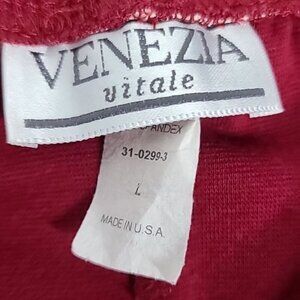 VENEZIA
vitale
31-0299-3
L
MADE IN U.S.A.